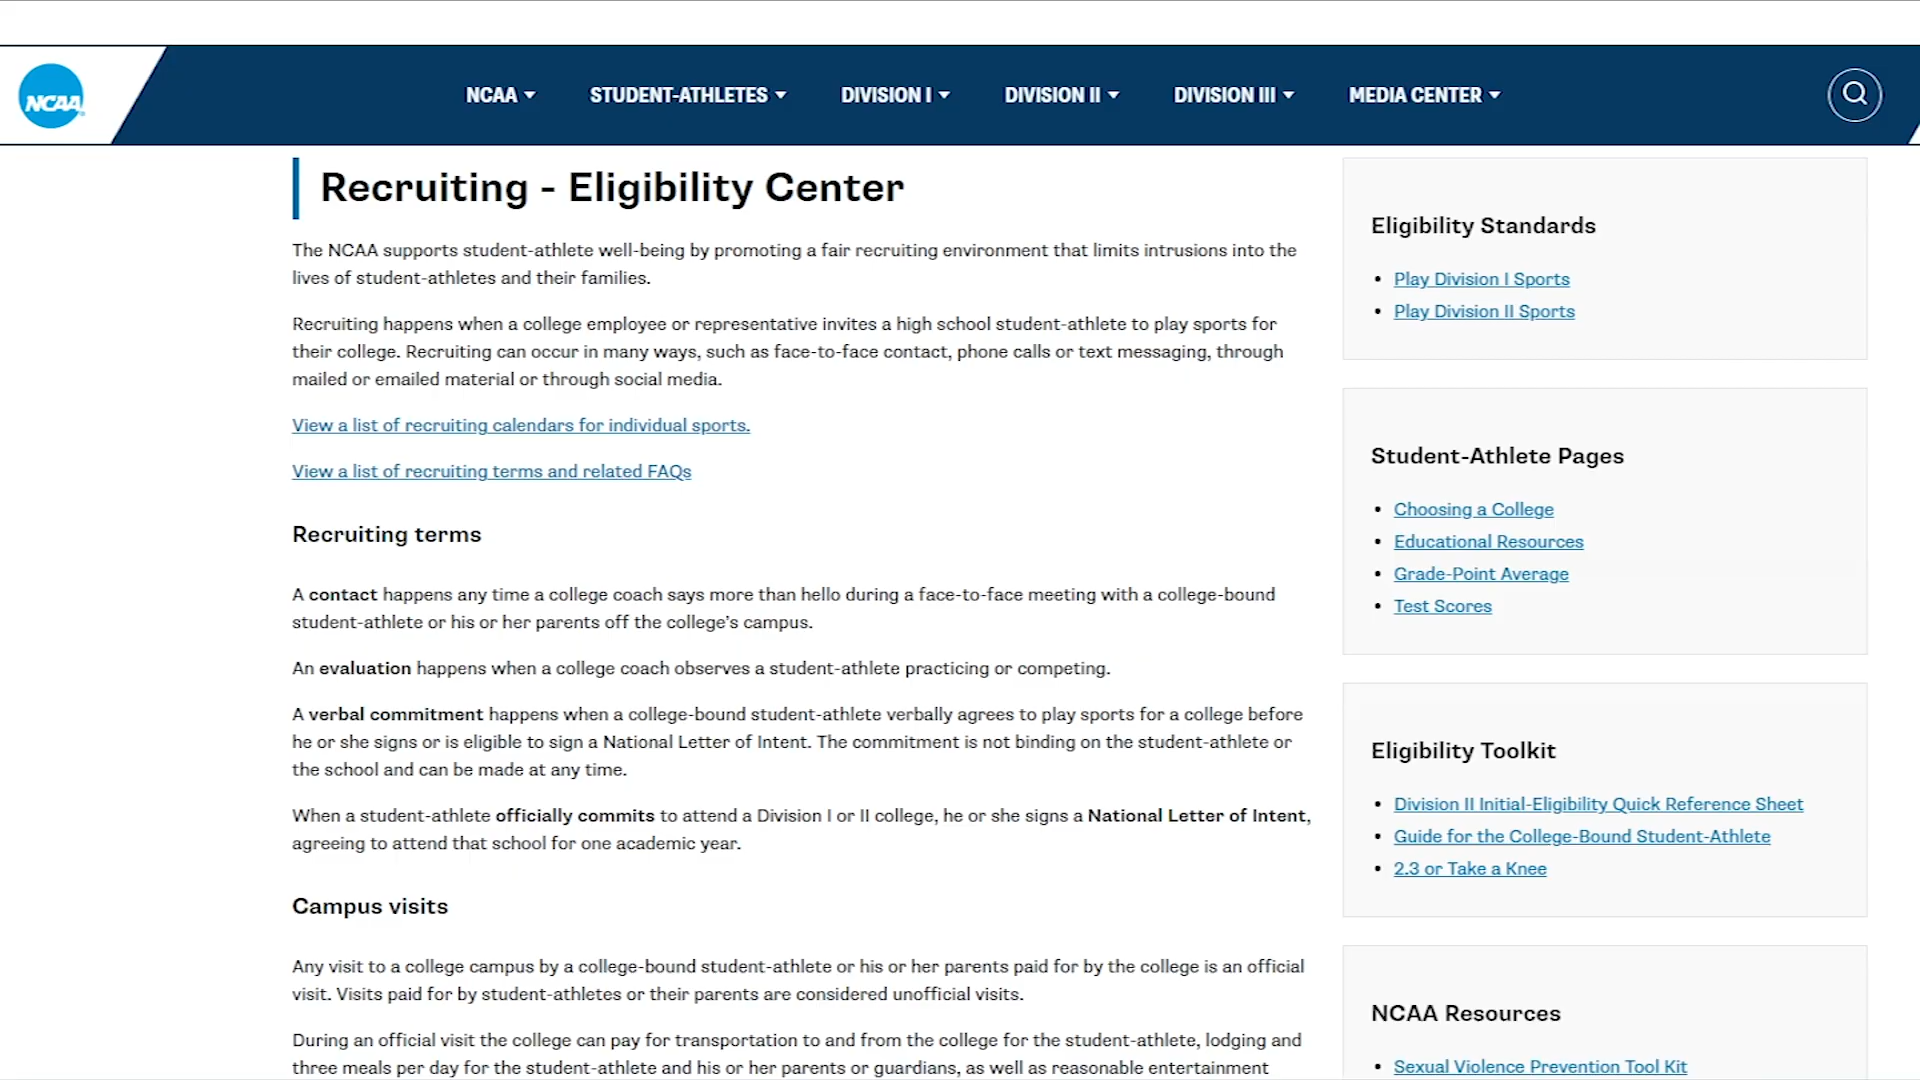 NCAA
NCAA
STUDENT-ATHLETES
DIVISION I
DIVISION II
DIVISION III
MEDIA CENTER
Recruiting - Eligibility Center
The NCAA supports student-athlete well-being by promoting a fair recruiting environment that limits intrusions into the
lives of student-athletes and their families.
Recruiting happens when a college employee or representative invites a high school student-athlete to play sports for
their college. Recruiting can occur in many ways, such as face-to-face contact, phone calls or text messaging, through
mailed or emailed material or through social media.
View a list of recruiting calendars for individual sports.
View a list of recruiting terms and related FAQs
Recruiting terms
A contact happens any time a college coach says more than hello during a face-to-face meeting with a college-bound
student-athlete or his or her parents off the college's campus.
An evaluation happens when a college coach observes a student-athlete practicing or competing.
A verbal commitment happens when a college-bound student-athlete verbally agrees to play sports for a college before
he or she signs or is eligible to sign a National Letter of Intent. The commitment is not binding on the student-athlete or
the school and can be made at any time.
When a student-athlete officially commits to attend a Division I or II college, he or she signs a National Letter of Intent,
agreeing to attend that school for one academic year.
Campus visits
Any visit to a college campus by a college-bound student-athlete or his or her parents paid for by the college is an official
visit. Visits paid for by student-athletes or their parents are considered unofficial visits.
During an official visit the college can pay for transportation to and from the college for the student-athlete, lodging and
three meals per day for the student-athlete and his or her parents or guardians, as well as reasonable entertainment
Eligibility Standards
• Play Division I Sports
• Play Division II Sports
Student-Athlete Pages
• Choosing a College
• Educational Resources
• Grade-Point Average
• Test Scores
Eligibility Toolkit
• Division II Initial-Eligibility Quick Reference Sheet
• Guide for the College-Bound Student-Athlete
• 2.3 or Take a Knee
NCAA Resources
• Sexual Violence Prevention Tool Kit